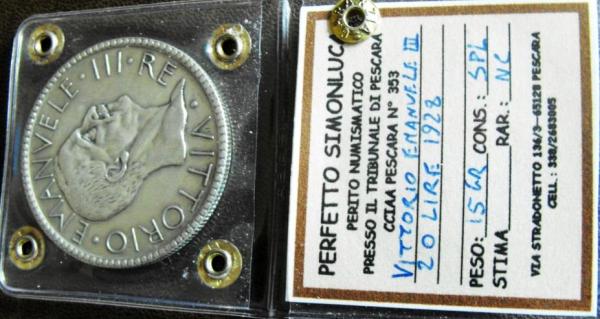 VITTORIO · EMANVELE · III · RE ·
PERFETTO SIMONLUCA
PERITO NUMISMATICO
PRESSO IL TRIBUNALE DI PESCARA
CCIAA PESCARA N° 353
VITTORIO EMANUELE III
20 LIRE 1928
PESO: 15 GR CONS.: SPL
STIMA RAR.: NC
VIA STRADONETTO 136/3-65128 PESCARA
CELL.: 338/2682005